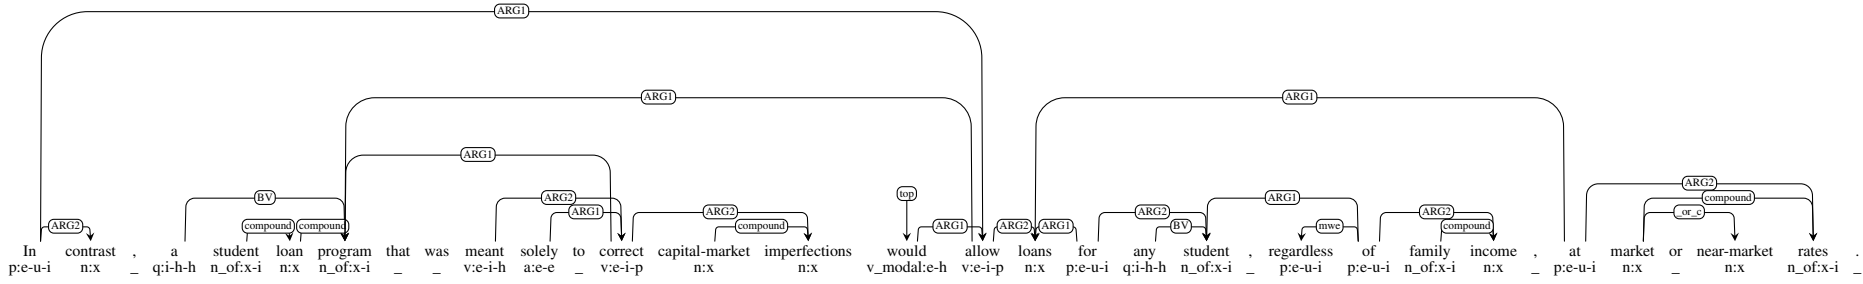 ARG1
ARG1 ARG1
ARG1
top
BV ARG2 ARG1 ARG2
ARG2 compound compound ARG1 ARG2 compound ARG1 ARG2 ARG1 ARG2 BV mwe ARG2 compound _or_c compound
In contrast , a student loan program that was meant solely to correct capital-market imperfections would allow loans for any student , regardless of family income , at market or near-market rates .
p:e-u-i n:x _ q:i-h-h n_of:x-i n:x n_of:x-i _ _ v:e-i-h a:e-e _ v:e-i-p n:x n:x v_modal:e-h v:e-i-p n:x p:e-u-i q:i-h-h n_of:x-i _ p:e-u-i p:e-u-i n_of:x-i n:x _ p:e-u-i n:x _ n:x n_of:x-i _